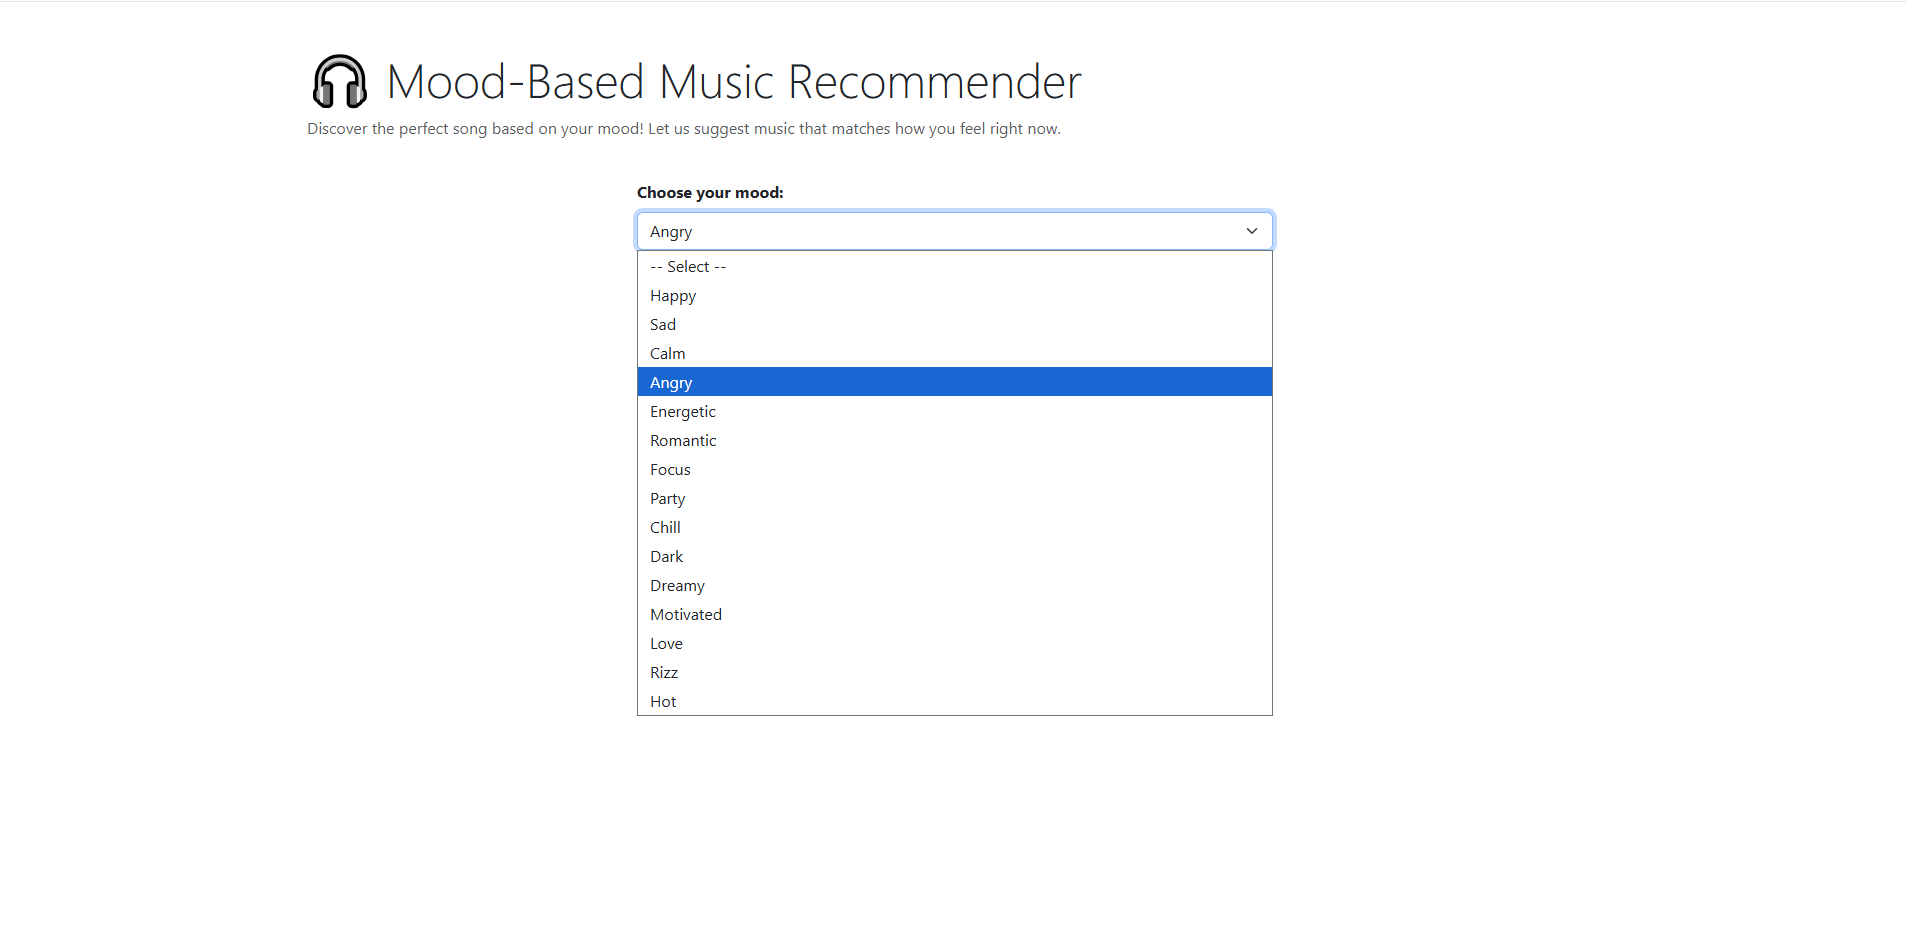 Mood-Based Music Recommender
Discover the perfect song based on your mood! Let us suggest music that matches how you feel right now.
Choose your mood:
Angry
-- Select --
Happy
Sad
Calm
Angry
Energetic
Romantic
Focus
Party
Chill
Dark
Dreamy
Motivated
Love
Rizz
Hot